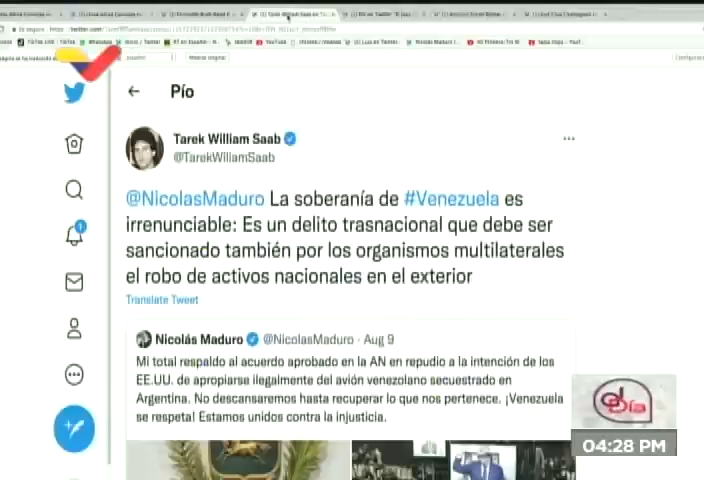 Pío
Tarek William Saab
@TarekWiliamSaab
@NicolasMaduro La soberanía de #Venezuela es
irrenunciable: Es un delito trasnacional que debe ser
sancionado también por los organismos multilaterales
el robo de activos nacionales en el exterior
Translate Tweet
Nicolás Maduro @NicolasMaduro · Aug 9
Mi total respaldo al acuerdo aprobado en la AN en repudio a la intención de los
EE.UU. de apropiarse ilegalmente del avión venezolano secuestrado en
Argentina. No descansaremos hasta recuperar lo que nos pertenece. ¡Venezuela
se respeta! Estamos unidos contra la injusticia.
Día
04:28 PM